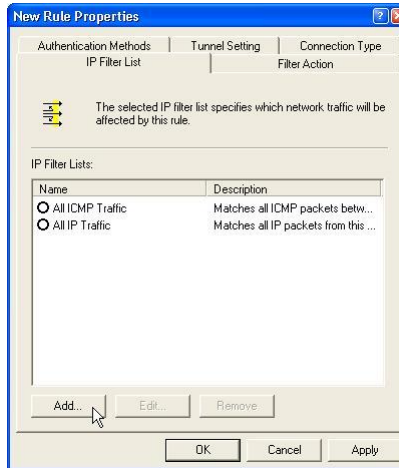 New Rule Properties
Authentication Methods Tunnel Setting Connection Type
IP Filter List Filter Action
The selected IP filter list specifies which network traffic will be
affected by this rule.
IP Filter Lists:
Name Description
All ICMP Traffic Matches all ICMP packets betw...
All IP Traffic Matches all IP packets from this ...
Add... Edit... Remove
OK Cancel Apply